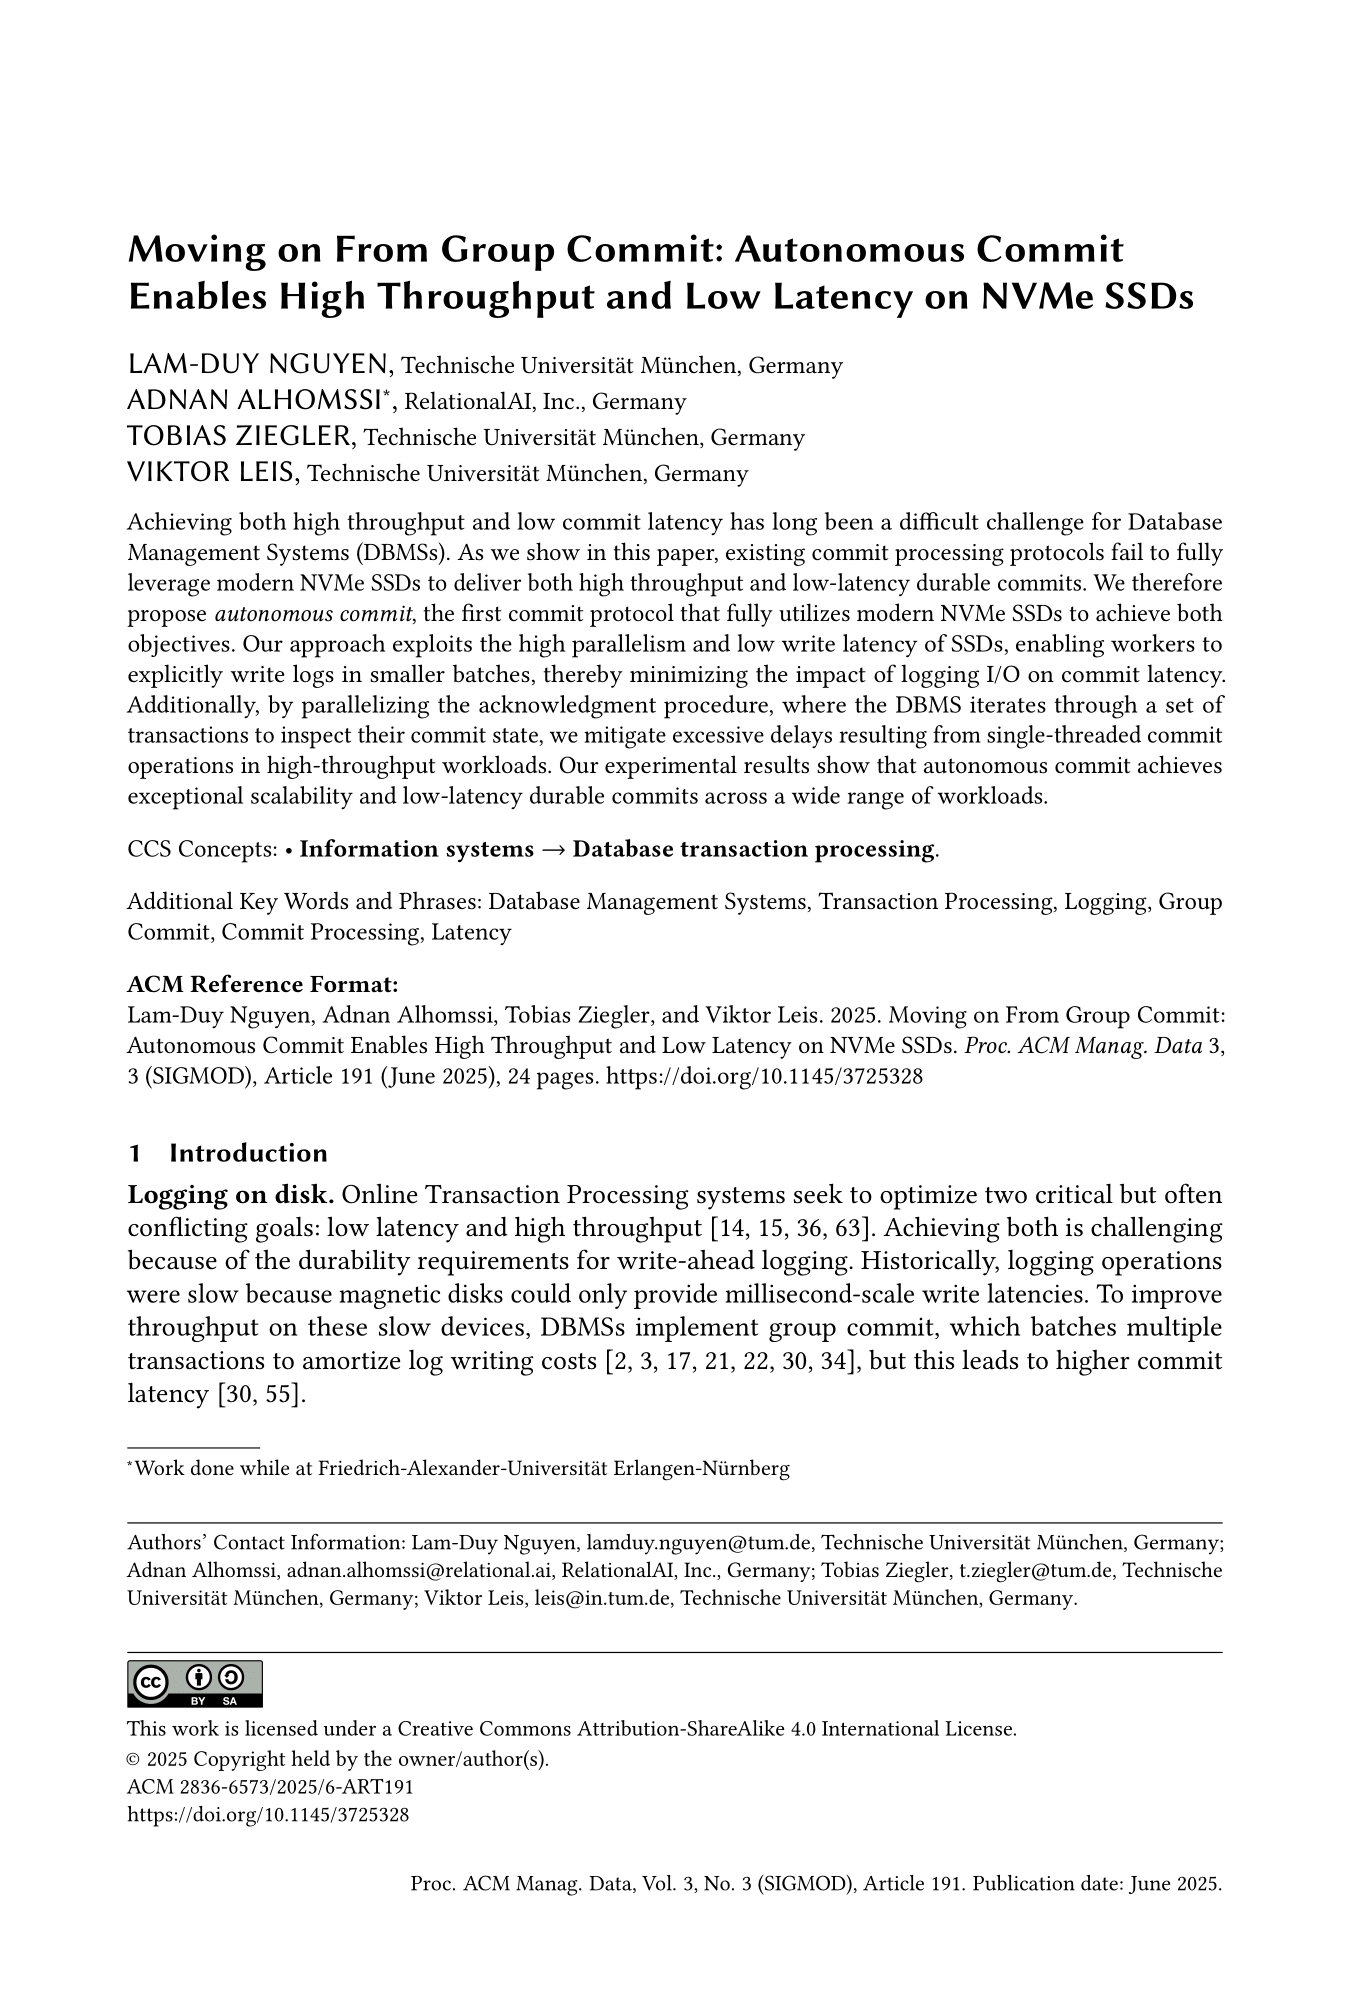 Moving on From Group Commit: Autonomous Commit
Enables High Throughput and Low Latency on NVMe SSDs
LAM-DUY NGUYEN, Technische Universität München, Germany
ADNAN ALHOMSSI*, RelationalAI, Inc., Germany
TOBIAS ZIEGLER, Technische Universität München, Germany
VIKTOR LEIS, Technische Universität München, Germany
Achieving both high throughput and low commit latency has long been a difficult challenge for Database
Management Systems (DBMSs). As we show in this paper, existing commit processing protocols fail to fully
leverage modern NVMe SSDs to deliver both high throughput and low-latency durable commits. We therefore
propose autonomous commit, the first commit protocol that fully utilizes modern NVMe SSDs to achieve both
objectives. Our approach exploits the high parallelism and low write latency of SSDs, enabling workers to
explicitly write logs in smaller batches, thereby minimizing the impact of logging I/O on commit latency.
Additionally, by parallelizing the acknowledgment procedure, where the DBMS iterates through a set of
transactions to inspect their commit state, we mitigate excessive delays resulting from single-threaded commit
operations in high-throughput workloads. Our experimental results show that autonomous commit achieves
exceptional scalability and low-latency durable commits across a wide range of workloads.
CCS Concepts: • Information systems → Database transaction processing.
Additional Key Words and Phrases: Database Management Systems, Transaction Processing, Logging, Group
Commit, Commit Processing, Latency
ACM Reference Format:
Lam-Duy Nguyen, Adnan Alhomssi, Tobias Ziegler, and Viktor Leis. 2025. Moving on From Group Commit:
Autonomous Commit Enables High Throughput and Low Latency on NVMe SSDs. Proc. ACM Manag. Data 3,
3 (SIGMOD), Article 191 (June 2025), 24 pages. https://doi.org/10.1145/3725328
1 Introduction
Logging on disk. Online Transaction Processing systems seek to optimize two critical but often
conflicting goals: low latency and high throughput [14, 15, 36, 63]. Achieving both is challenging
because of the durability requirements for write-ahead logging. Historically, logging operations
were slow because magnetic disks could only provide millisecond-scale write latencies. To improve
throughput on these slow devices, DBMSs implement group commit, which batches multiple
transactions to amortize log writing costs [2, 3, 17, 21, 22, 30, 34], but this leads to higher commit
latency [30, 55].
*Work done while at Friedrich-Alexander-Universität Erlangen-Nürnberg
Authors' Contact Information: Lam-Duy Nguyen, lamduy.nguyen@tum.de, Technische Universität München, Germany;
Adnan Alhomssi, adnan.alhomssi@relational.ai, RelationalAI, Inc., Germany; Tobias Ziegler, t.ziegler@tum.de, Technische
Universität München, Germany; Viktor Leis, leis@in.tum.de, Technische Universität München, Germany.
cc BY SA
This work is licensed under a Creative Commons Attribution-ShareAlike 4.0 International License.
© 2025 Copyright held by the owner/author(s).
ACM 2836-6573/2025/6-ART191
https://doi.org/10.1145/3725328
Proc. ACM Manag. Data, Vol. 3, No. 3 (SIGMOD), Article 191. Publication date: June 2025.